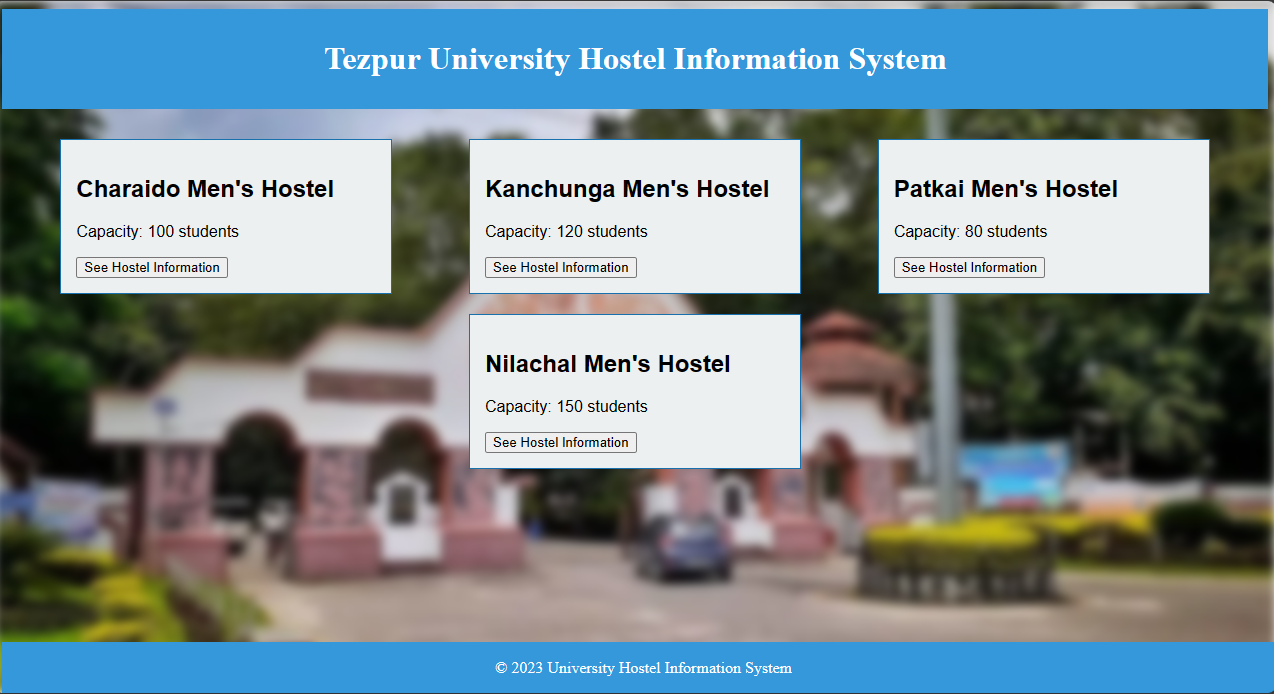 Tezpur University Hostel Information System
Charaido Men's Hostel
Capacity: 100 students
See Hostel Information
Kanchunga Men's Hostel
Capacity: 120 students
See Hostel Information
Patkai Men's Hostel
Capacity: 80 students
See Hostel Information
Nilachal Men's Hostel
Capacity: 150 students
See Hostel Information
© 2023 University Hostel Information System